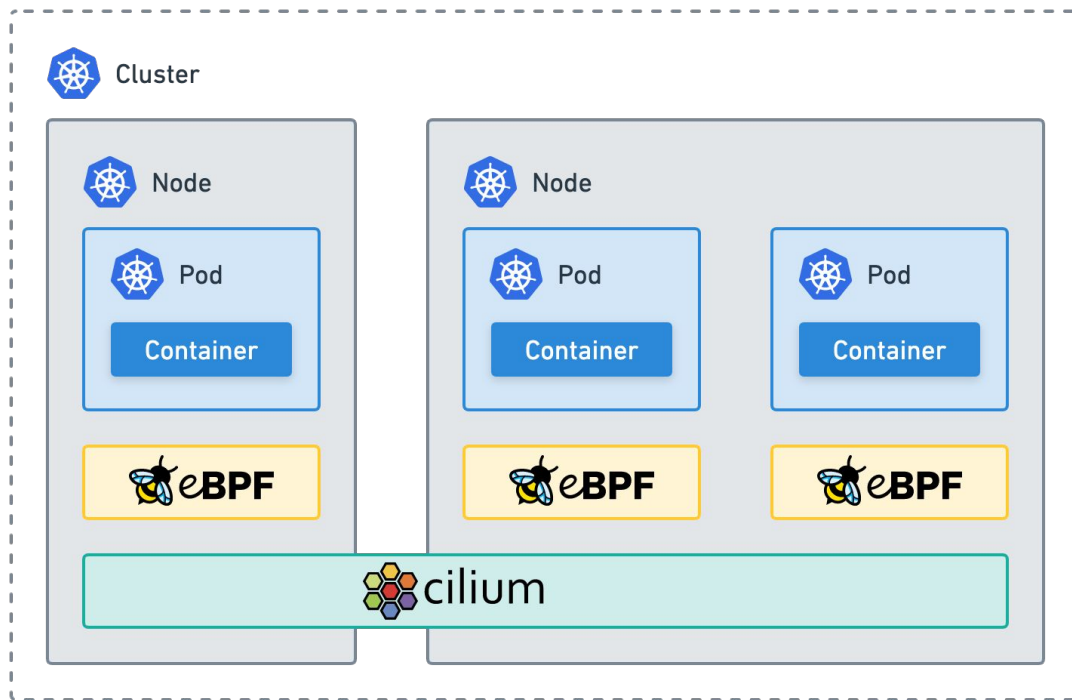 Cluster
Node
Node
Pod
Pod
Pod
Container
Container
Container
eBPF
eBPF
eBPF
cilium